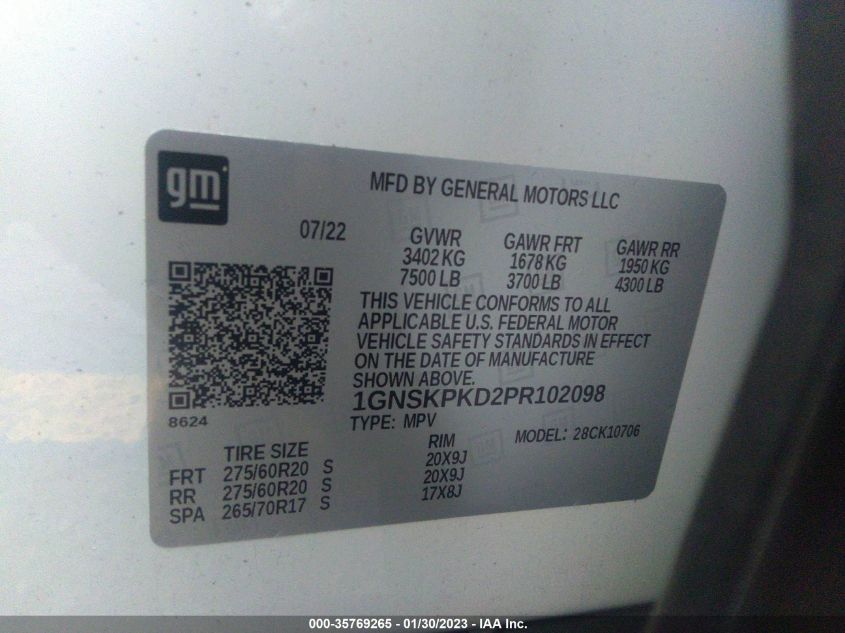 gm
MFD BY GENERAL MOTORS LLC
07/22
GVWR GAWR FRT GAWR RR
3402 KG 1678 KG 1950 KG
7500 LB 3700 LB 4300 LB
THIS VEHICLE CONFORMS TO ALL
APPLICABLE U.S. FEDERAL MOTOR
VEHICLE SAFETY STANDARDS IN EFFECT
ON THE DATE OF MANUFACTURE
SHOWN ABOVE.
1GNSKPKD2PR102098
8624
TYPE: MPV MODEL: 28CK10706
TIRE SIZE RIM
FRT 275/60R20 S 20X9J
RR 275/60R20 S 20X9J
SPA 265/70R17 S 17X8J
000-35769265 - 01/30/2023 - IAA Inc.